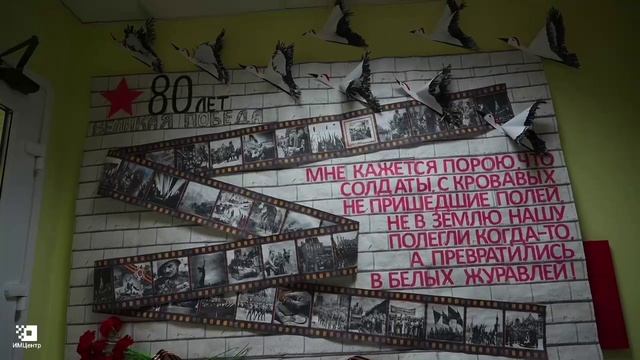 80 ЛЕТ
ВЕЛИКАЯ ПОБЕДА
МНЕ КАЖЕТСЯ ПОРОЮ, ЧТО
СОЛДАТЫ, С КРОВАВЫХ
НЕ ПРИШЕДШИЕ ПОЛЕЙ,
НЕ В ЗЕМЛЮ НАШУ
ПОЛЕГЛИ КОГДА-ТО,
А ПРЕВРАТИЛИСЬ
В БЕЛЫХ ЖУРАВЛЕЙ!
ИМЦентр